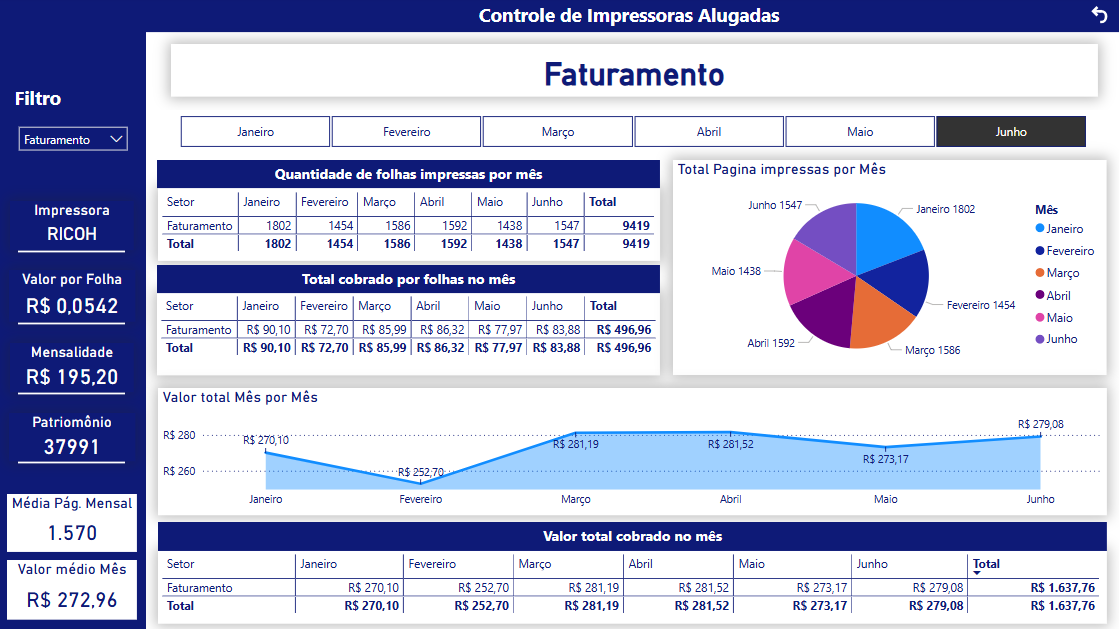 Controle de Impressoras Alugadas
Faturamento
Filtro
Faturamento
Impressora
RICOH
Valor por Folha
R$ 0,0542
Mensalidade
R$ 195,20
Patriomônio
37991
Média Pág. Mensal
1.570
Valor médio Mês
R$ 272,96
Janeiro Fevereiro Março Abril Maio Junho
Quantidade de folhas impressas por mês
Setor Janeiro Fevereiro Março Abril Maio Junho Total
Faturamento 1802 1454 1586 1592 1438 1547 9419
Total 1802 1454 1586 1592 1438 1547 9419
Total cobrado por folhas no mês
Setor Janeiro Fevereiro Março Abril Maio Junho Total
Faturamento R$ 90,10 R$ 72,70 R$ 85,99 R$ 86,32 R$ 77,97 R$ 83,88 R$ 496,96
Total R$ 90,10 R$ 72,70 R$ 85,99 R$ 86,32 R$ 77,97 R$ 83,88 R$ 496,96
Total Pagina impressas por Mês
Junho 1547
Janeiro 1802
Maio 1438
Fevereiro 1454
Abril 1592
Março 1586
Mês
Janeiro
Fevereiro
Março
Abril
Maio
Junho
Valor total Mês por Mês
R$ 280
R$ 260
R$ 270,10
R$ 252,70
R$ 281,19
R$ 281,52
R$ 273,17
R$ 279,08
Janeiro Fevereiro Março Abril Maio Junho
Valor total cobrado no mês
Setor Janeiro Fevereiro Março Abril Maio Junho Total
Faturamento R$ 270,10 R$ 252,70 R$ 281,19 R$ 281,52 R$ 273,17 R$ 279,08 R$ 1.637,76
Total R$ 270,10 R$ 252,70 R$ 281,19 R$ 281,52 R$ 273,17 R$ 279,08 R$ 1.637,76